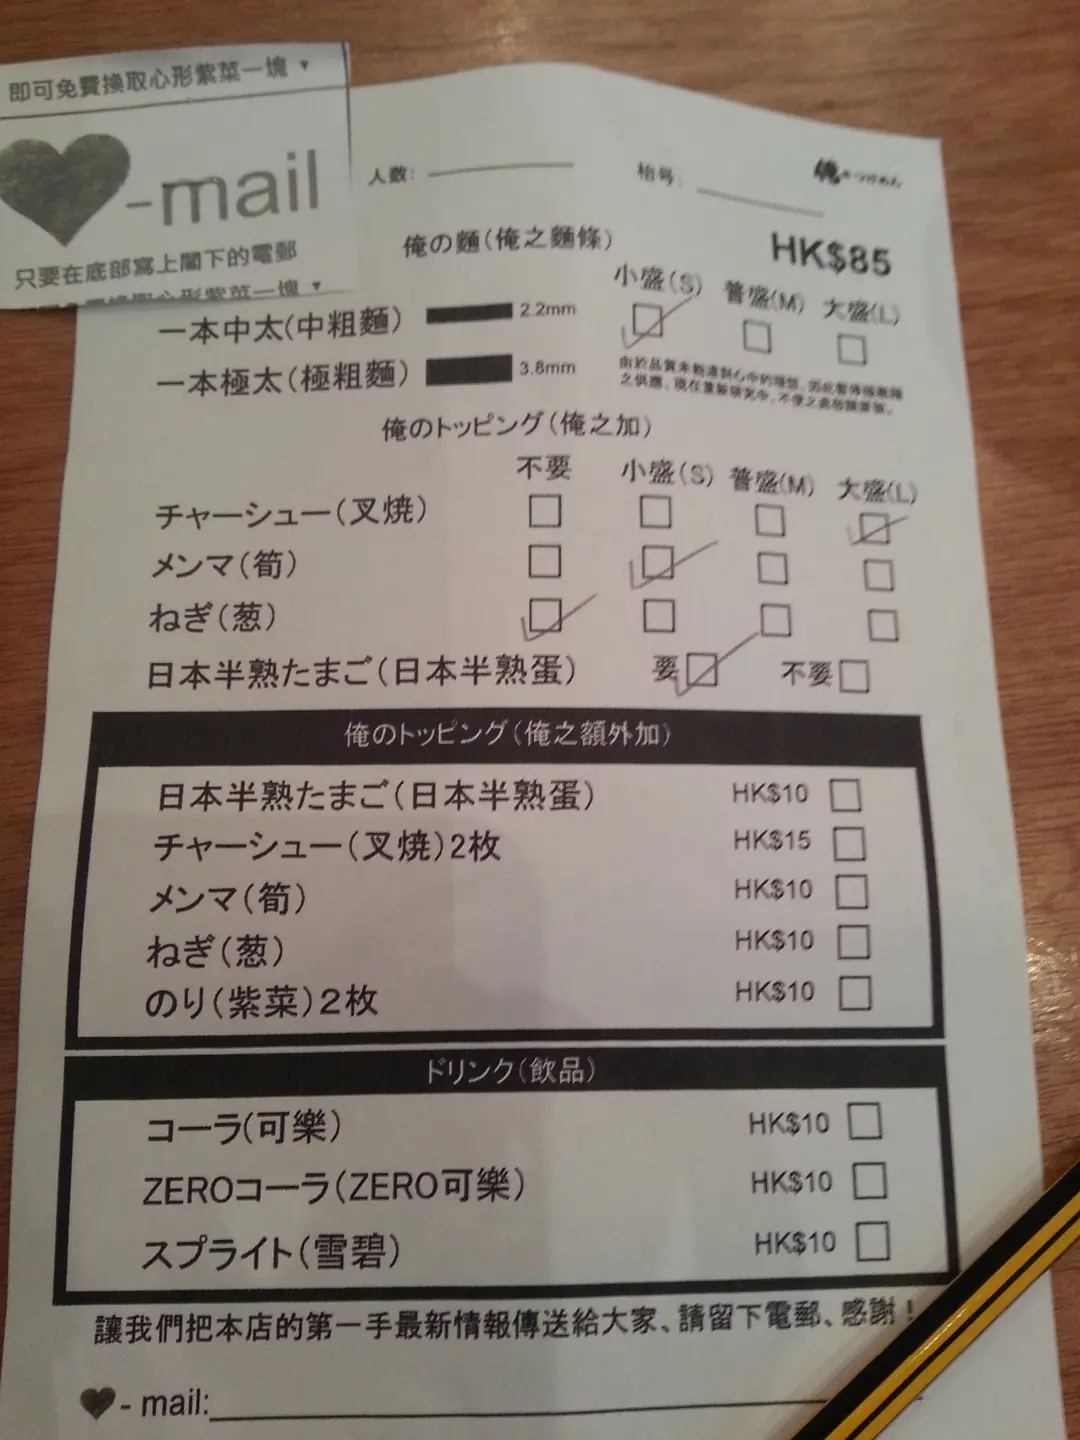 即可免費換取心形紫菜一塊 ▼
♥-mail
只要在底部寫上閣下的電郵
心形紫菜一塊 ▼
人数:
枱号:
俺の麵(俺之麵條)
HK$85
小盛(S) 普盛(M) 大盛(L)
一本中太(中粗麵) 2.2mm
一本極太(極粗麵) 3.8mm
俺のトッピング(俺之加)
不要 小盛(S) 普盛(M) 大盛(L)
チャーシュー(叉焼)
メンマ(筍)
ねぎ(葱)
日本半熟たまご(日本半熟蛋) 要 不要
俺のトッピング(俺之額外加)
日本半熟たまご(日本半熟蛋) HK$10
チャーシュー(叉焼)2枚 HK$15
メンマ(筍) HK$10
ねぎ(葱) HK$10
のり(紫菜)2枚 HK$10
ドリンク(飲品)
コーラ(可樂) HK$10
ZEROコーラ(ZERO可樂) HK$10
スプライト(雪碧) HK$10
讓我們把本店的第一手最新情報傳送給大家、請留下電郵、感謝！
♥- mail: